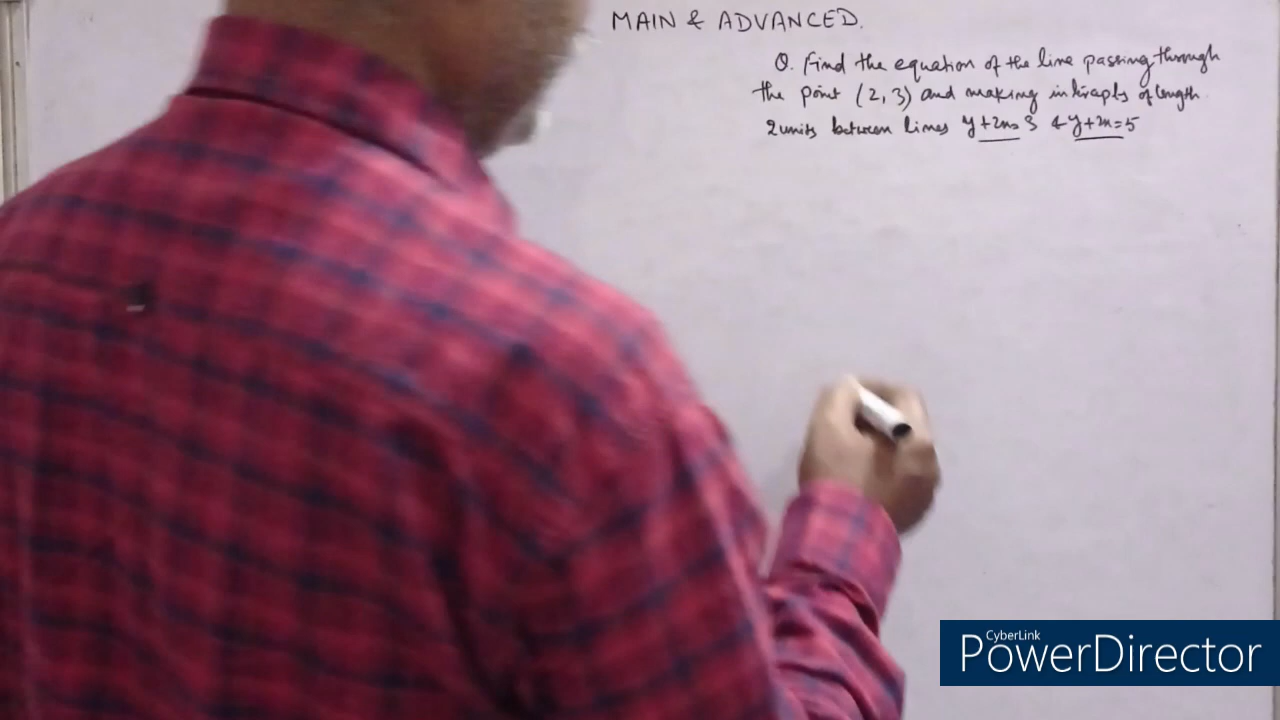 MAIN & ADVANCED.
Q. Find the equation of the line passing through
the point (2, 3) and making intercepts of length
2 units between lines y+2x=3 & y+2x=5
CyberLink
PowerDirector